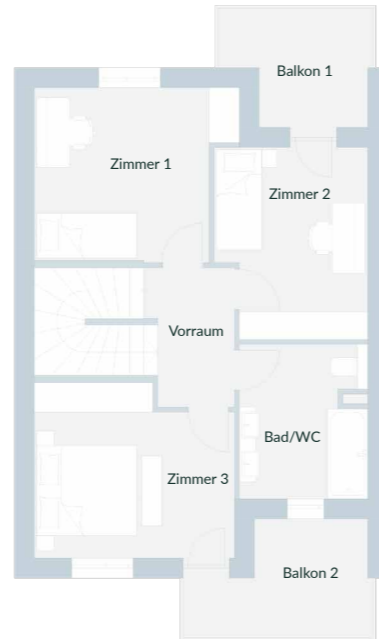 Balkon 1
Zimmer 1
Zimmer 2
Vorraum
Bad/WC
Zimmer 3
Balkon 2